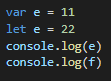 var e = 11
let e = 22
console.log(e)
console.log(f)